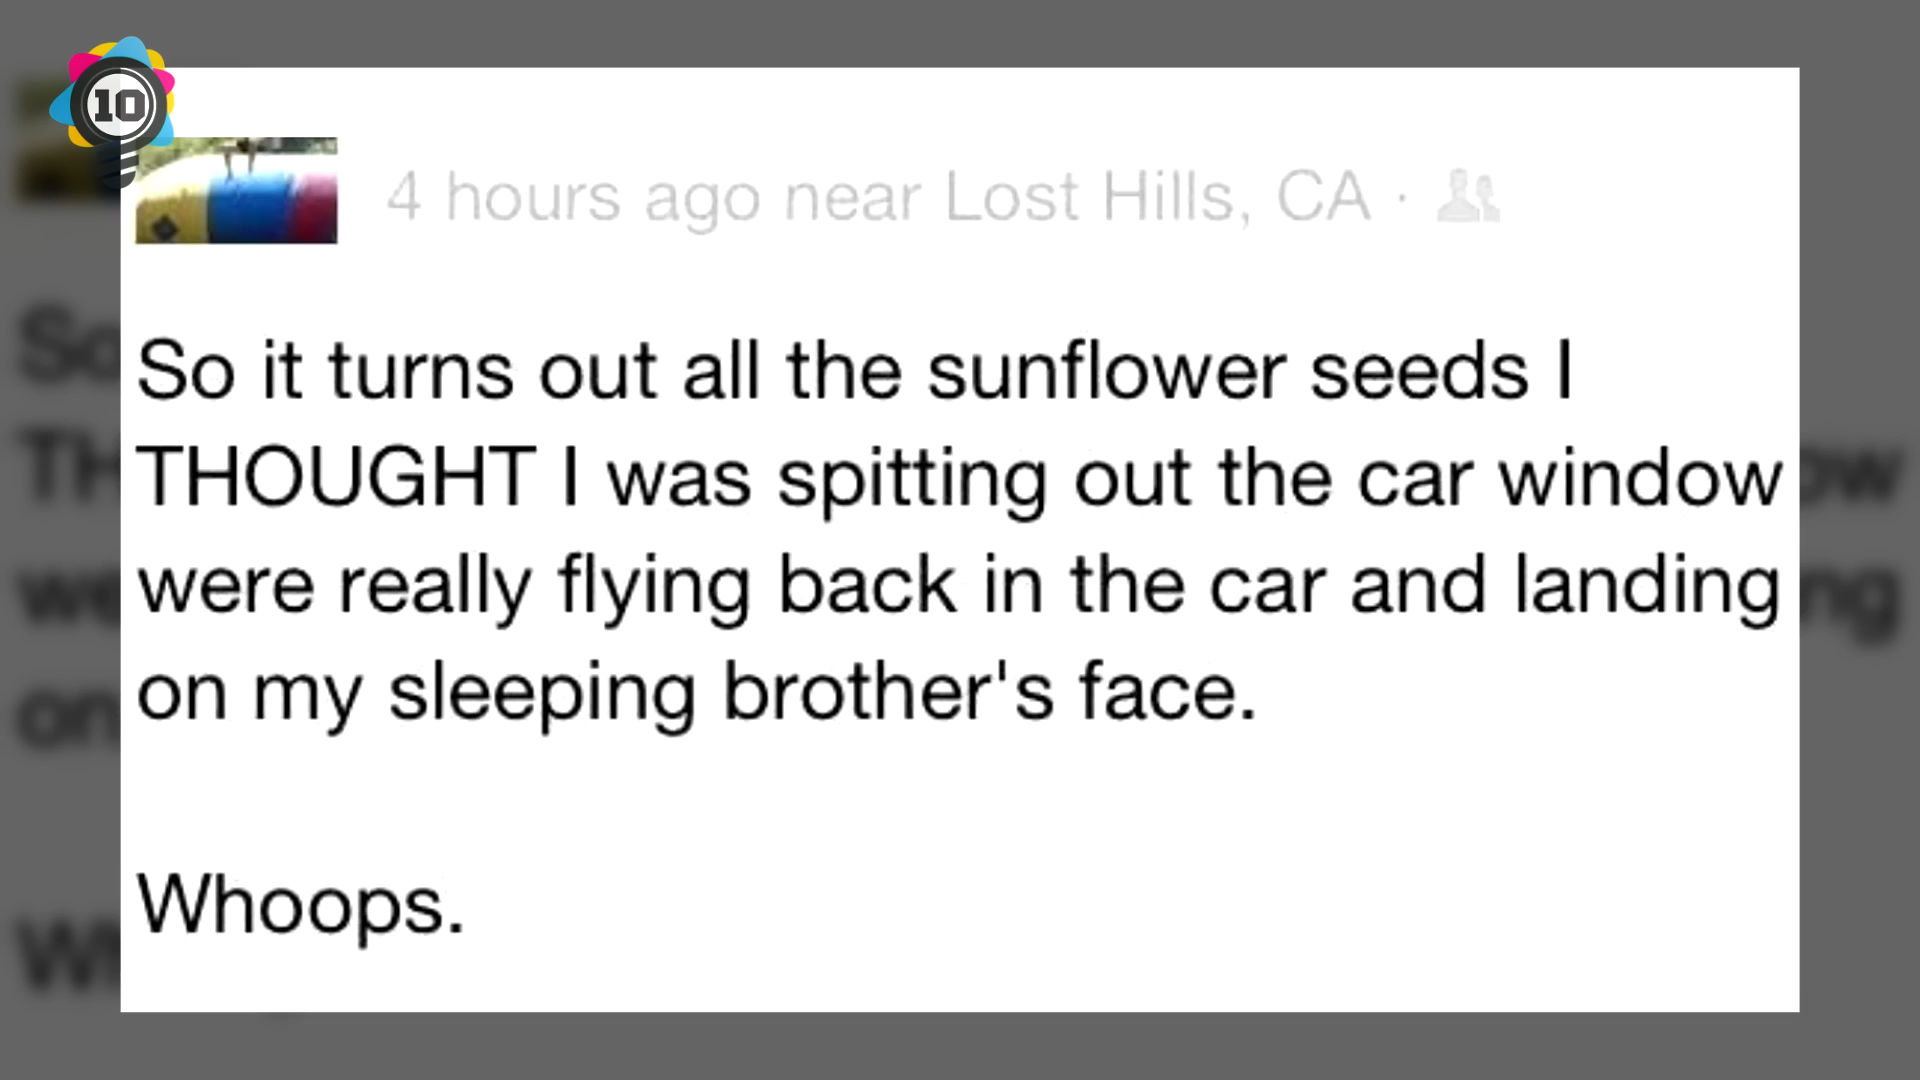 10
4 hours ago near Lost Hills, CA ·
So it turns out all the sunflower seeds I
THOUGHT I was spitting out the car window
were really flying back in the car and landing
on my sleeping brother's face.
Whoops.